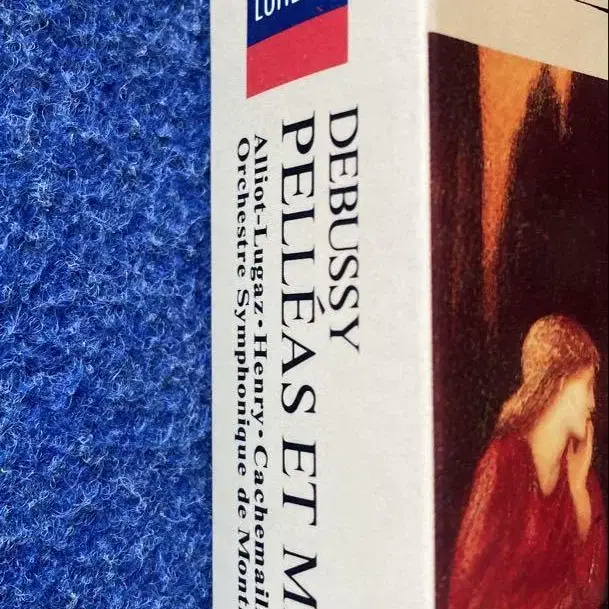 DEBUSSY
PELLÉAS ET M
Alliot-Lugaz • Henry • Cachemail
Orchestre Symphonique de Mont